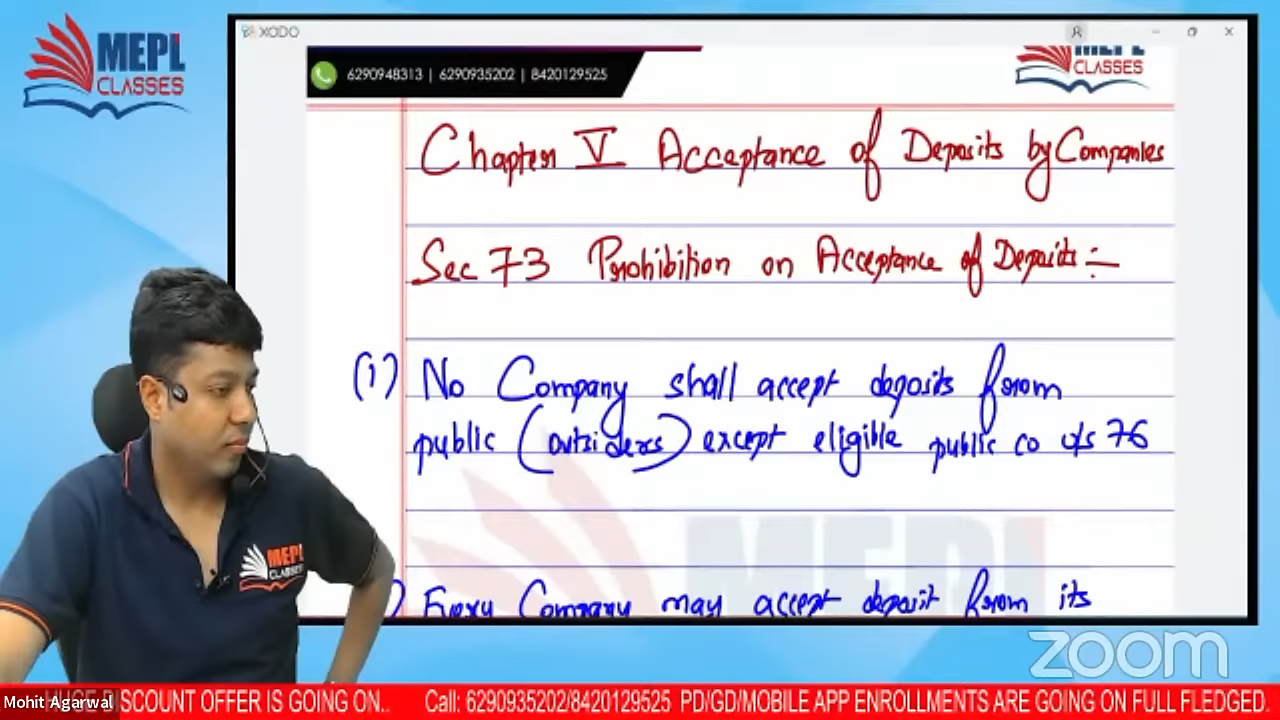 MEPL
CLASSES
XODO
6290948313 | 6290935202 | 8420129525
MEPL
CLASSES
Chapter V Acceptance of Deposits by Companies
Sec 73 Prohibition on Acceptance of Deposits :-
(1) No Company shall accept deposits from
public (outsiders) except eligible public co u/s 76
MEPL
) Every Company may accept deposit from its
MEPL
CLASSES
zoom
Mohit Agarwal
HUGE DISCOUNT OFFER IS GOING ON.. Call: 6290935202/8420129525 PD/GD/MOBILE APP ENROLLMENTS ARE GOING ON FULL FLEDGED.